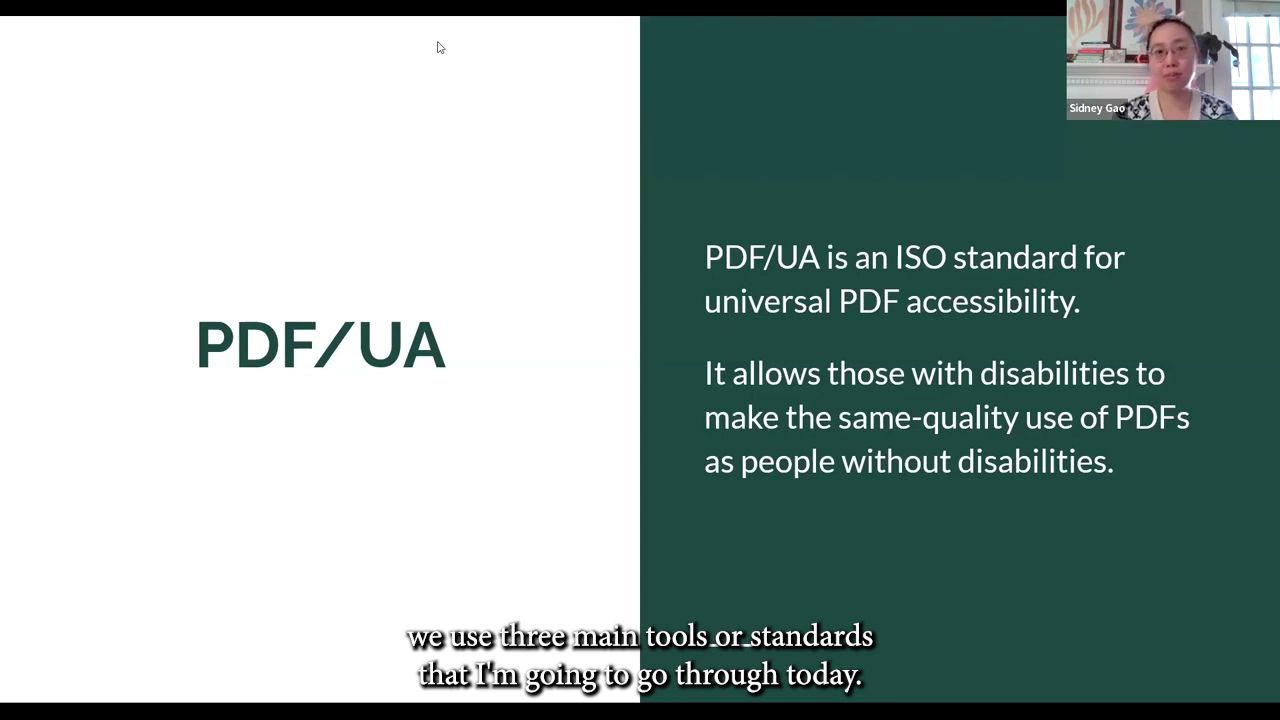 Sidney Gao
PDF/UA
PDF/UA is an ISO standard for
universal PDF accessibility.
It allows those with disabilities to
make the same-quality use of PDFs
as people without disabilities.
we use three main tools or standards
that I'm going to go through today.